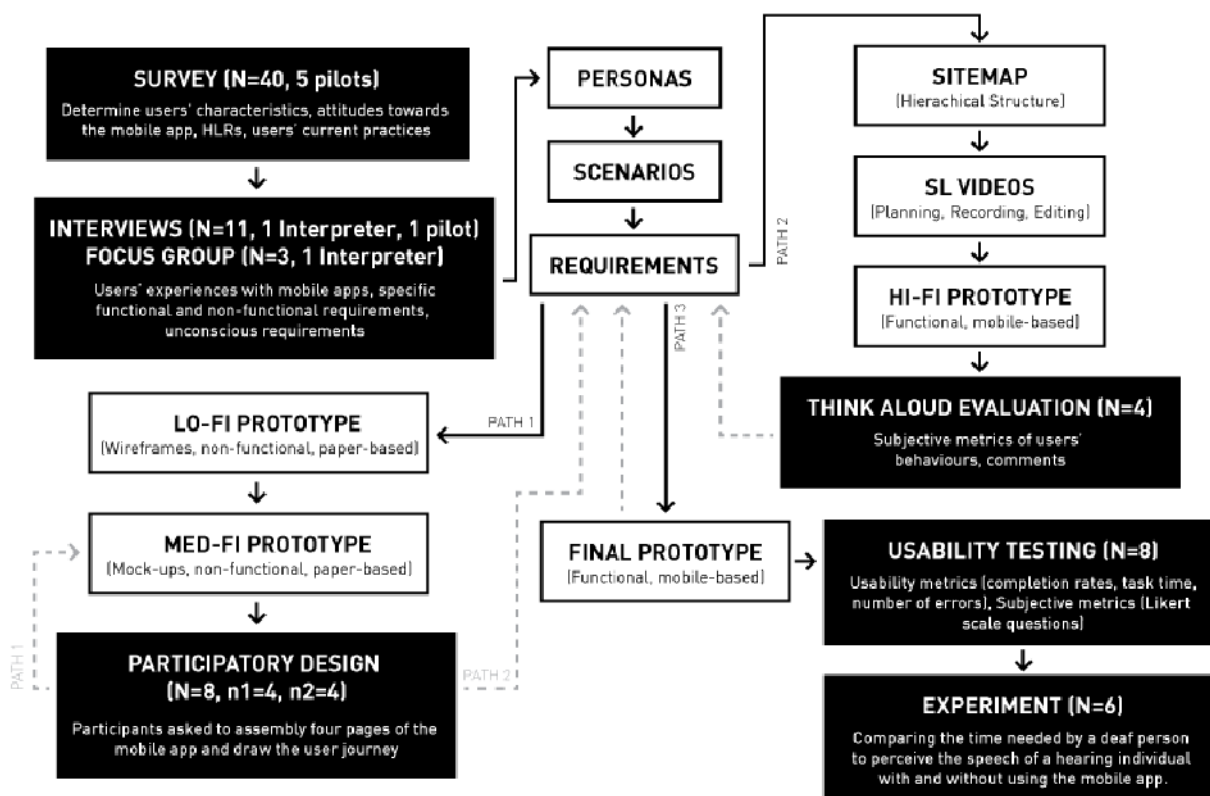 SURVEY (N=40, 5 pilots)
Determine users' characteristics, attitudes towards
the mobile app, HLRs, users' current practices
INTERVIEWS (N=11, 1 Interpreter, 1 pilot)
FOCUS GROUP (N=3, 1 Interpreter)
Users' experiences with mobile apps, specific
functional and non-functional requirements,
unconscious requirements
PERSONAS
SCENARIOS
REQUIREMENTS
PATH 1
LO-FI PROTOTYPE
(Wireframes, non-functional, paper-based)
MED-FI PROTOTYPE
(Mock-ups, non-functional, paper-based)
PARTICIPATORY DESIGN
(N=8, n1=4, n2=4)
Participants asked to assembly four pages of the
mobile app and draw the user journey
PATH 1
PATH 2
PATH 2
SITEMAP
(Hierachical Structure)
SL VIDEOS
(Planning, Recording, Editing)
HI-FI PROTOTYPE
(Functional, mobile-based)
THINK ALOUD EVALUATION (N=4)
Subjective metrics of users'
behaviours, comments
PATH 3
FINAL PROTOTYPE
(Functional, mobile-based)
USABILITY TESTING (N=8)
Usability metrics (completion rates, task time,
number of errors), Subjective metrics (Likert
scale questions)
EXPERIMENT (N=6)
Comparing the time needed by a deaf person
to perceive the speech of a hearing individual
with and without using the mobile app.